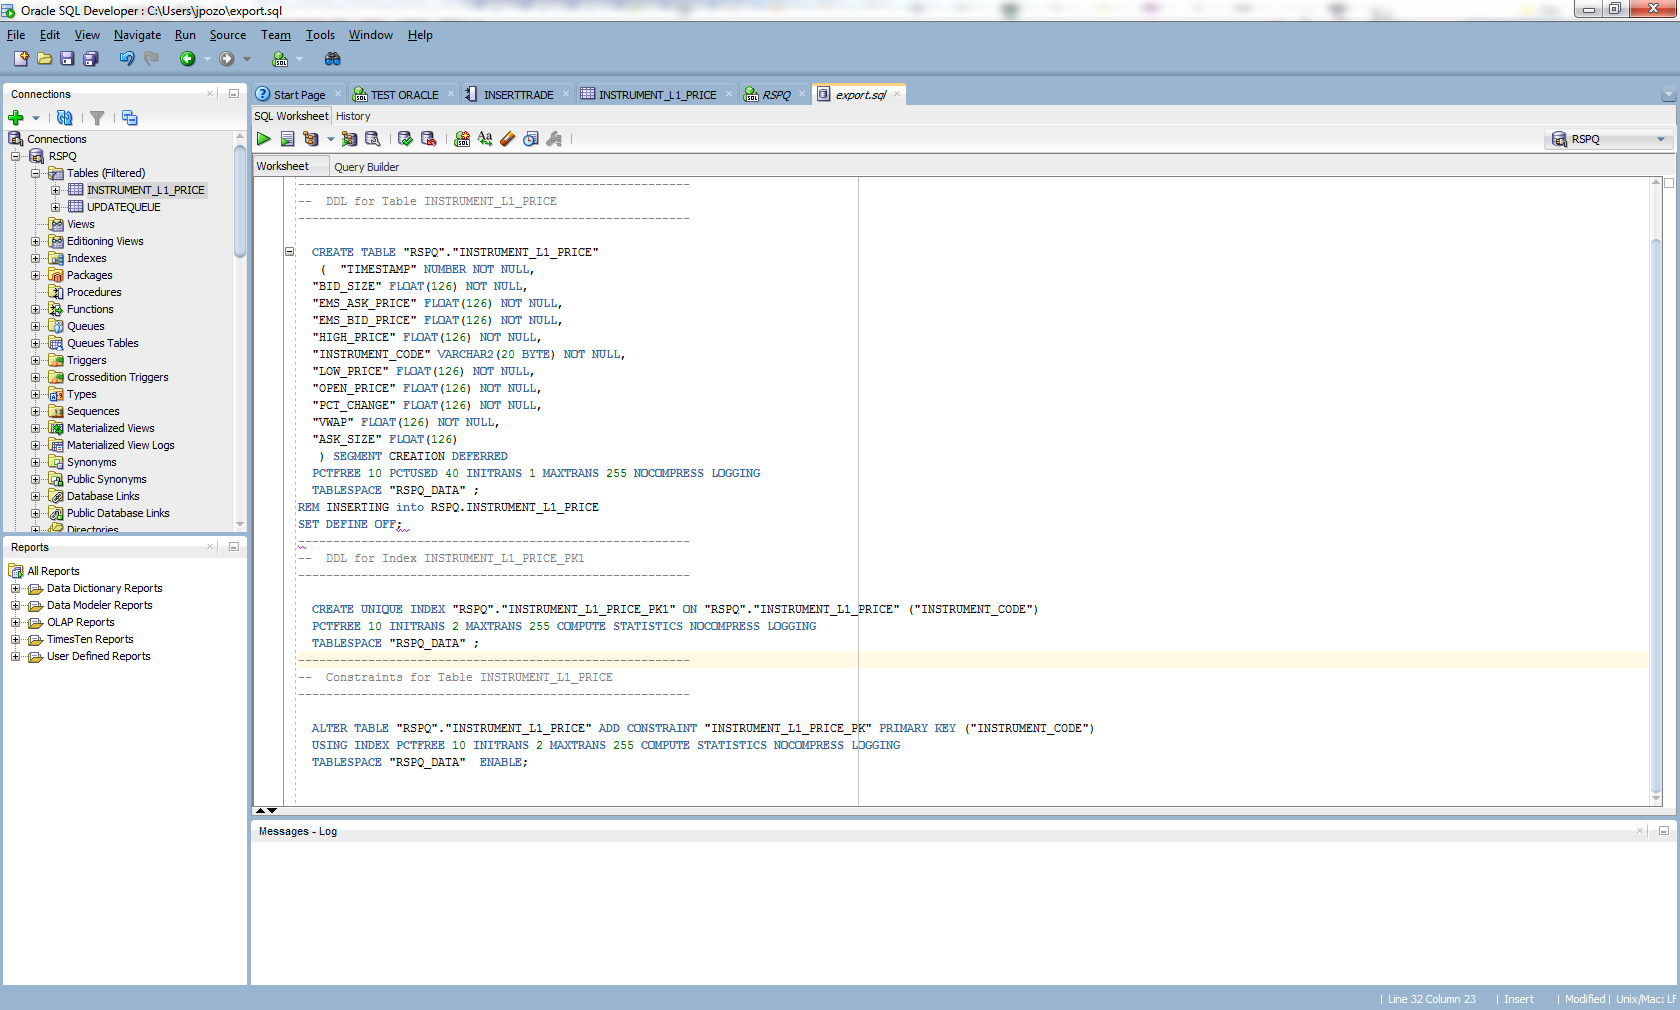 Oracle SQL Developer : C:\Users\jpozo\export.sql
File Edit View Navigate Run Source Team Tools Window Help
Connections
Connections
RSPQ
Tables (Filtered)
INSTRUMENT_L1_PRICE
UPDATEQUEUE
Views
Editioning Views
Indexes
Packages
Procedures
Functions
Queues
Queues Tables
Triggers
Crossedition Triggers
Types
Sequences
Materialized Views
Materialized View Logs
Synonyms
Public Synonyms
Database Links
Public Database Links
Directories
Reports
All Reports
Data Dictionary Reports
Data Modeler Reports
OLAP Reports
TimesTen Reports
User Defined Reports
Start Page TEST ORACLE INSERTTRADE INSTRUMENT_L1_PRICE RSPQ export.sql
SQL Worksheet History
RSPQ
Worksheet Query Builder
--------------------------------------------------------
-- DDL for Table INSTRUMENT_L1_PRICE
--------------------------------------------------------
CREATE TABLE "RSPQ"."INSTRUMENT_L1_PRICE"
( "TIMESTAMP" NUMBER NOT NULL,
"BID_SIZE" FLOAT(126) NOT NULL,
"EMS_ASK_PRICE" FLOAT(126) NOT NULL,
"EMS_BID_PRICE" FLOAT(126) NOT NULL,
"HIGH_PRICE" FLOAT(126) NOT NULL,
"INSTRUMENT_CODE" VARCHAR2(20 BYTE) NOT NULL,
"LOW_PRICE" FLOAT(126) NOT NULL,
"OPEN_PRICE" FLOAT(126) NOT NULL,
"PCT_CHANGE" FLOAT(126) NOT NULL,
"VWAP" FLOAT(126) NOT NULL,
"ASK_SIZE" FLOAT(126)
) SEGMENT CREATION DEFERRED
PCTFREE 10 PCTUSED 40 INITRANS 1 MAXTRANS 255 NOCOMPRESS LOGGING
TABLESPACE "RSPQ_DATA" ;
REM INSERTING into RSPQ.INSTRUMENT_L1_PRICE
SET DEFINE OFF;
--------------------------------------------------------
-- DDL for Index INSTRUMENT_L1_PRICE_PK1
--------------------------------------------------------
CREATE UNIQUE INDEX "RSPQ"."INSTRUMENT_L1_PRICE_PK1" ON "RSPQ"."INSTRUMENT_L1_PRICE" ("INSTRUMENT_CODE")
PCTFREE 10 INITRANS 2 MAXTRANS 255 COMPUTE STATISTICS NOCOMPRESS LOGGING
TABLESPACE "RSPQ_DATA" ;
--------------------------------------------------------
-- Constraints for Table INSTRUMENT_L1_PRICE
--------------------------------------------------------
ALTER TABLE "RSPQ"."INSTRUMENT_L1_PRICE" ADD CONSTRAINT "INSTRUMENT_L1_PRICE_PK" PRIMARY KEY ("INSTRUMENT_CODE")
USING INDEX PCTFREE 10 INITRANS 2 MAXTRANS 255 COMPUTE STATISTICS NOCOMPRESS LOGGING
TABLESPACE "RSPQ_DATA" ENABLE;
Messages - Log
| Line 32 Column 23 | Insert | Modified | Unix/Mac: LF